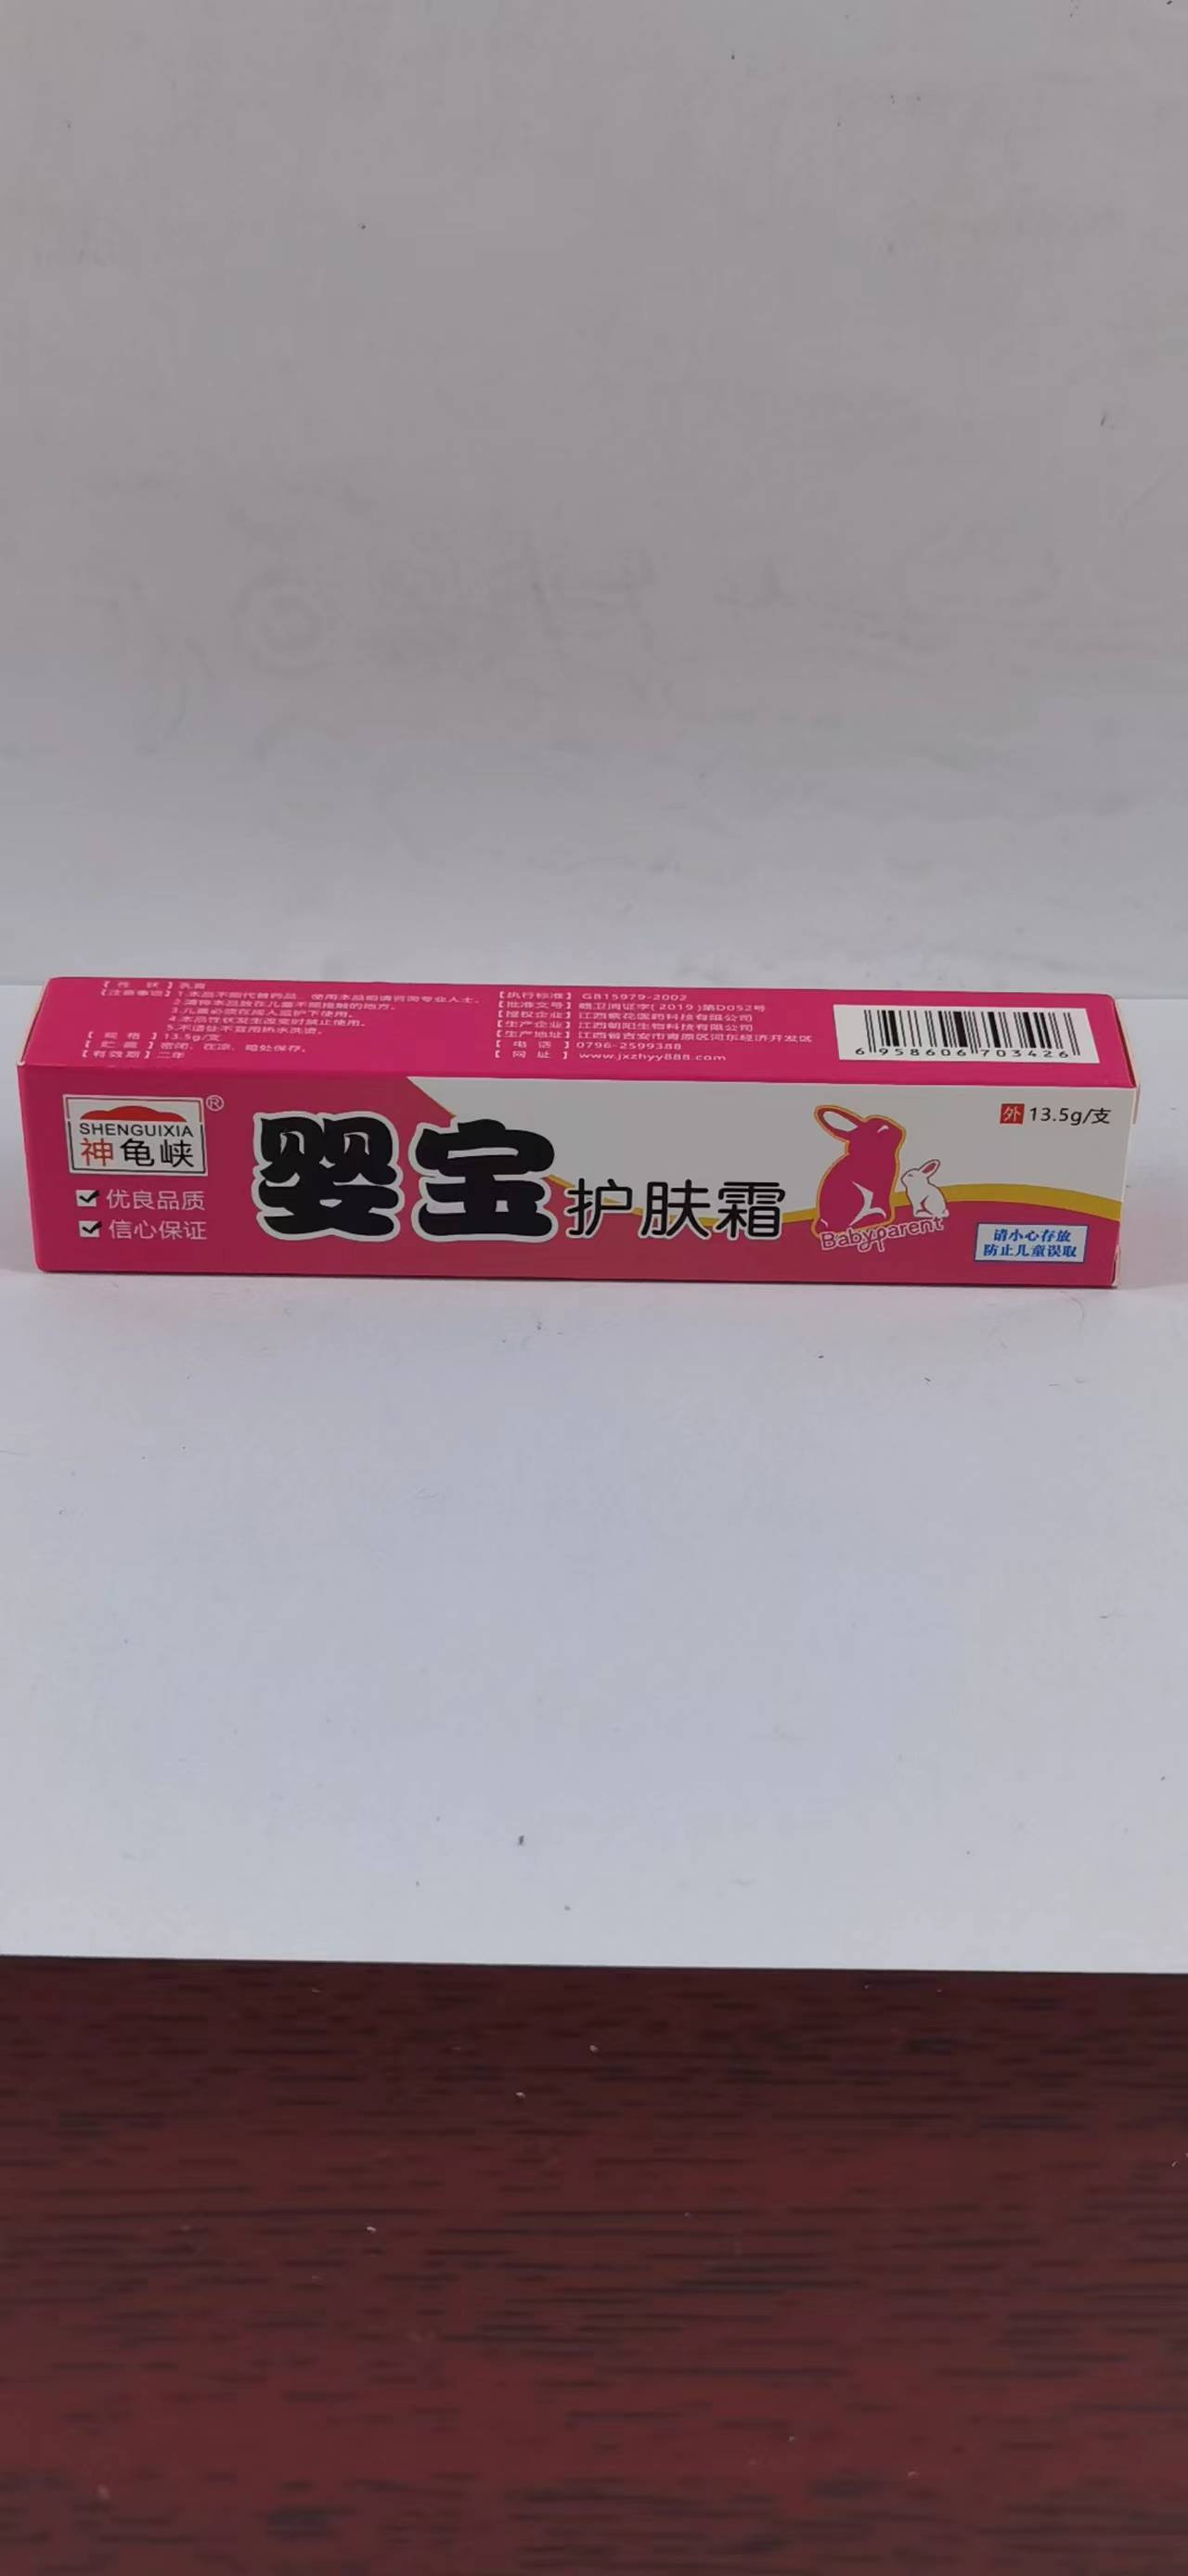 【性 状】乳膏
【注意事项】1.本品不能代替药品,使用本品前请咨询专业人士。
2.请将本品放在儿童不能接触的地方。
3.儿童必须在成人监护下使用。
4.本品性状发生改变时禁止使用。
5.不适处不宜用热水洗烫。
【规 格】13.5g/支
【贮 藏】密闭、在凉、暗处保存。
【有效期】二年
【执行标准】GB15979-2002
【批准文号】赣卫消证字(2019)第D052号
【授权企业】江西紫花医药科技有限公司
【生产企业】江西朝阳生物科技有限公司
【生产地址】江西省吉安市青原区河东经济开发区
【电 话】0796-2599388
【网 址】www.jxzhyy888.com
6958606703426
SHENGUIXIA
神龟峡®
优良品质
信心保证
婴宝护肤霜
Babyparent
外 13.5g/支
请小心存放
防止儿童误取